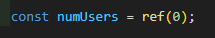 const numUsers = ref(0);